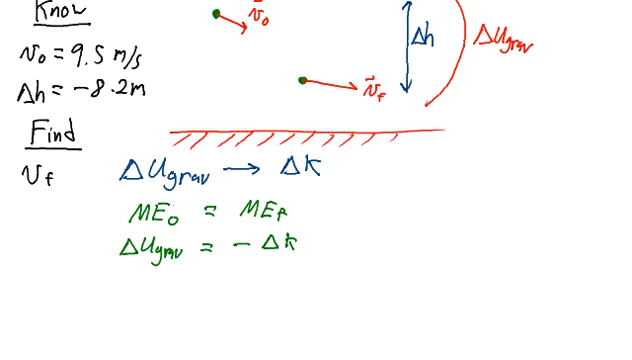 Know
v₀ = 9.5 m/s
Δh = -8.2m
Find
v_f
v⃗₀
v⃗_f
Δh
ΔU_grav
ΔU_grav → ΔK
ME₀ = ME_f
ΔU_grav = - ΔK